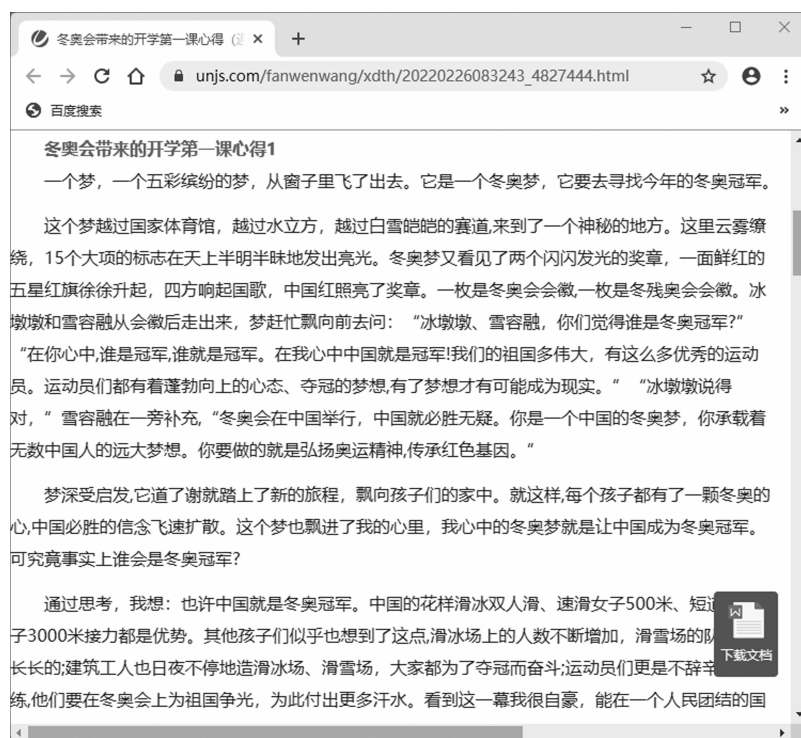 冬奥会带来的开学第一课心得（
unjs.com/fanwenwang/xdth/20220226083243_4827444.html
百度搜索
冬奥会带来的开学第一课心得1
一个梦，一个五彩缤纷的梦，从窗子里飞了出去。它是一个冬奥梦，它要去寻找今年的冬奥冠军。
这个梦越过国家体育馆，越过水立方，越过白雪皑皑的赛道,来到了一个神秘的地方。这里云雾缭
绕，15个大项的标志在天上半明半昧地发出亮光。冬奥梦又看见了两个闪闪发光的奖章，一面鲜红的
五星红旗徐徐升起，四方响起国歌，中国红照亮了奖章。一枚是冬奥会会徽,一枚是冬残奥会会徽。冰
墩墩和雪容融从会徽后走出来，梦赶忙飘向前去问：“冰墩墩、雪容融，你们觉得谁是冬奥冠军?”
“在你心中,谁是冠军,谁就是冠军。在我心中中国就是冠军!我们的祖国多伟大，有这么多优秀的运动
员。运动员们都有着蓬勃向上的心态、夺冠的梦想,有了梦想才有可能成为现实。”“冰墩墩说得
对，”雪容融在一旁补充,“冬奥会在中国举行，中国就必胜无疑。你是一个中国的冬奥梦，你承载着
无数中国人的远大梦想。你要做的就是弘扬奥运精神,传承红色基因。”
梦深受启发,它道了谢就踏上了新的旅程，飘向孩子们的家中。就这样,每个孩子都有了一颗冬奥的
心,中国必胜的信念飞速扩散。这个梦也飘进了我的心里，我心中的冬奥梦就是让中国成为冬奥冠军。
可究竟事实上谁会是冬奥冠军?
通过思考，我想：也许中国就是冬奥冠军。中国的花样滑冰双人滑、速滑女子500米、短
子3000米接力都是优势。其他孩子们似乎也想到了这点,滑冰场上的人数不断增加，滑雪场的
长长的;建筑工人也日夜不停地造滑冰场、滑雪场，大家都为了夺冠而奋斗;运动员们更是不辞
练,他们要在冬奥会上为祖国争光，为此付出更多汗水。看到这一幕我很自豪，能在一个人民团结的国
下载文档